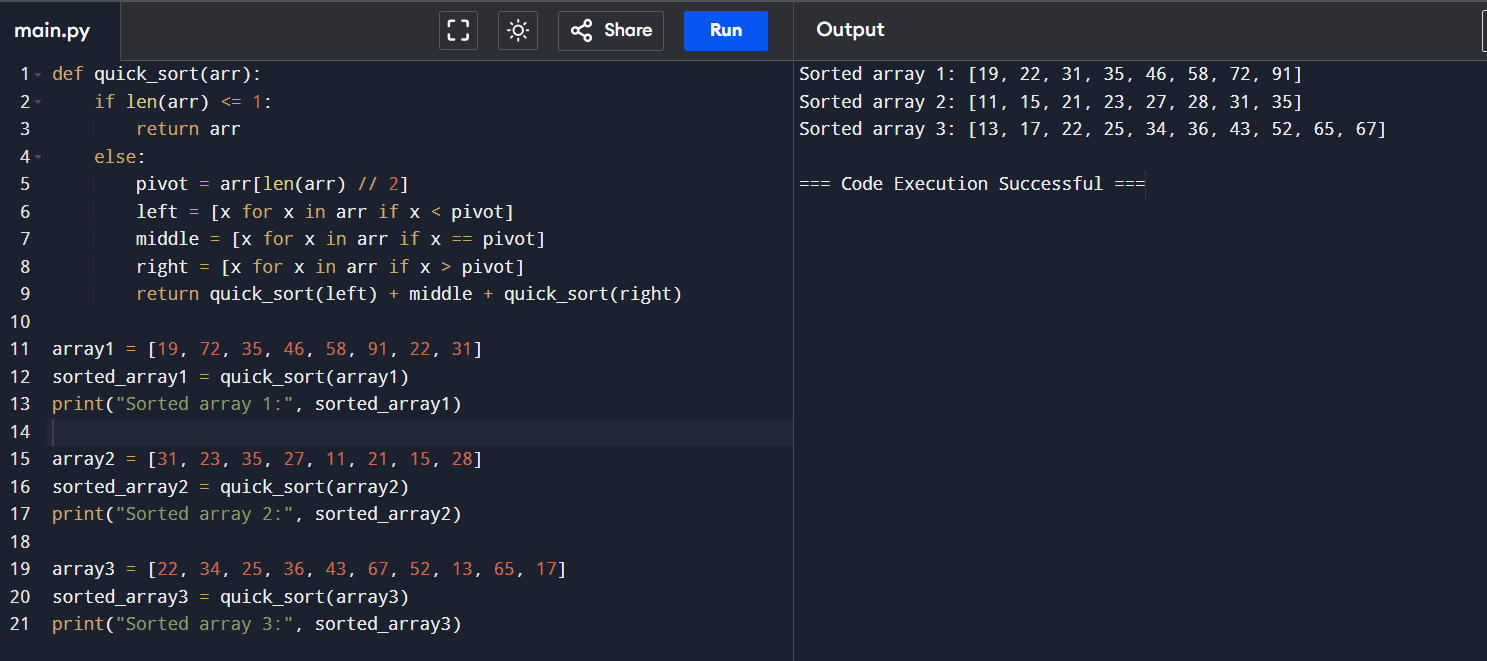 main.py
Share
Run
Output
1 def quick_sort(arr):
2     if len(arr) <= 1:
3         return arr
4     else:
5         pivot = arr[len(arr) // 2]
6         left = [x for x in arr if x < pivot]
7         middle = [x for x in arr if x == pivot]
8         right = [x for x in arr if x > pivot]
9         return quick_sort(left) + middle + quick_sort(right)
10
11 array1 = [19, 72, 35, 46, 58, 91, 22, 31]
12 sorted_array1 = quick_sort(array1)
13 print("Sorted array 1:", sorted_array1)
14
15 array2 = [31, 23, 35, 27, 11, 21, 15, 28]
16 sorted_array2 = quick_sort(array2)
17 print("Sorted array 2:", sorted_array2)
18
19 array3 = [22, 34, 25, 36, 43, 67, 52, 13, 65, 17]
20 sorted_array3 = quick_sort(array3)
21 print("Sorted array 3:", sorted_array3)
Sorted array 1: [19, 22, 31, 35, 46, 58, 72, 91]
Sorted array 2: [11, 15, 21, 23, 27, 28, 31, 35]
Sorted array 3: [13, 17, 22, 25, 34, 36, 43, 52, 65, 67]
=== Code Execution Successful ===